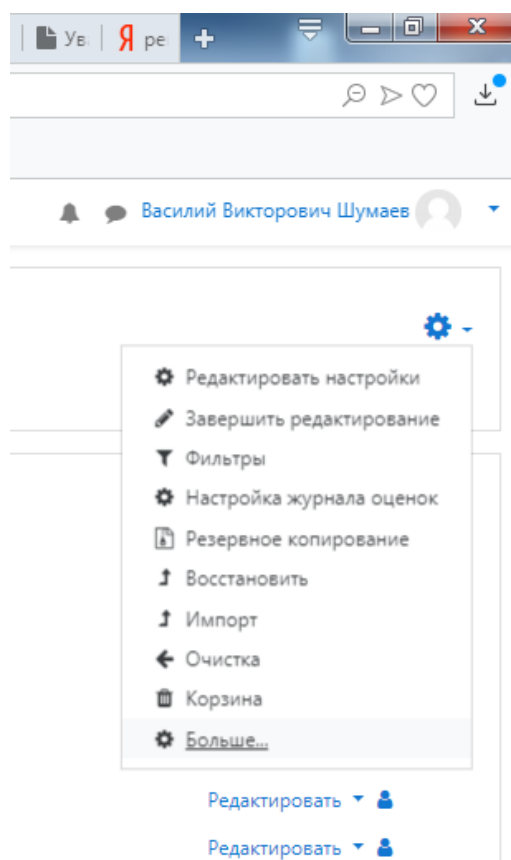 Ув. Я ре
Василий Викторович Шумаев
Редактировать настройки
Завершить редактирование
Фильтры
Настройка журнала оценок
Резервное копирование
Восстановить
Импорт
Очистка
Корзина
Больше...
Редактировать
Редактировать